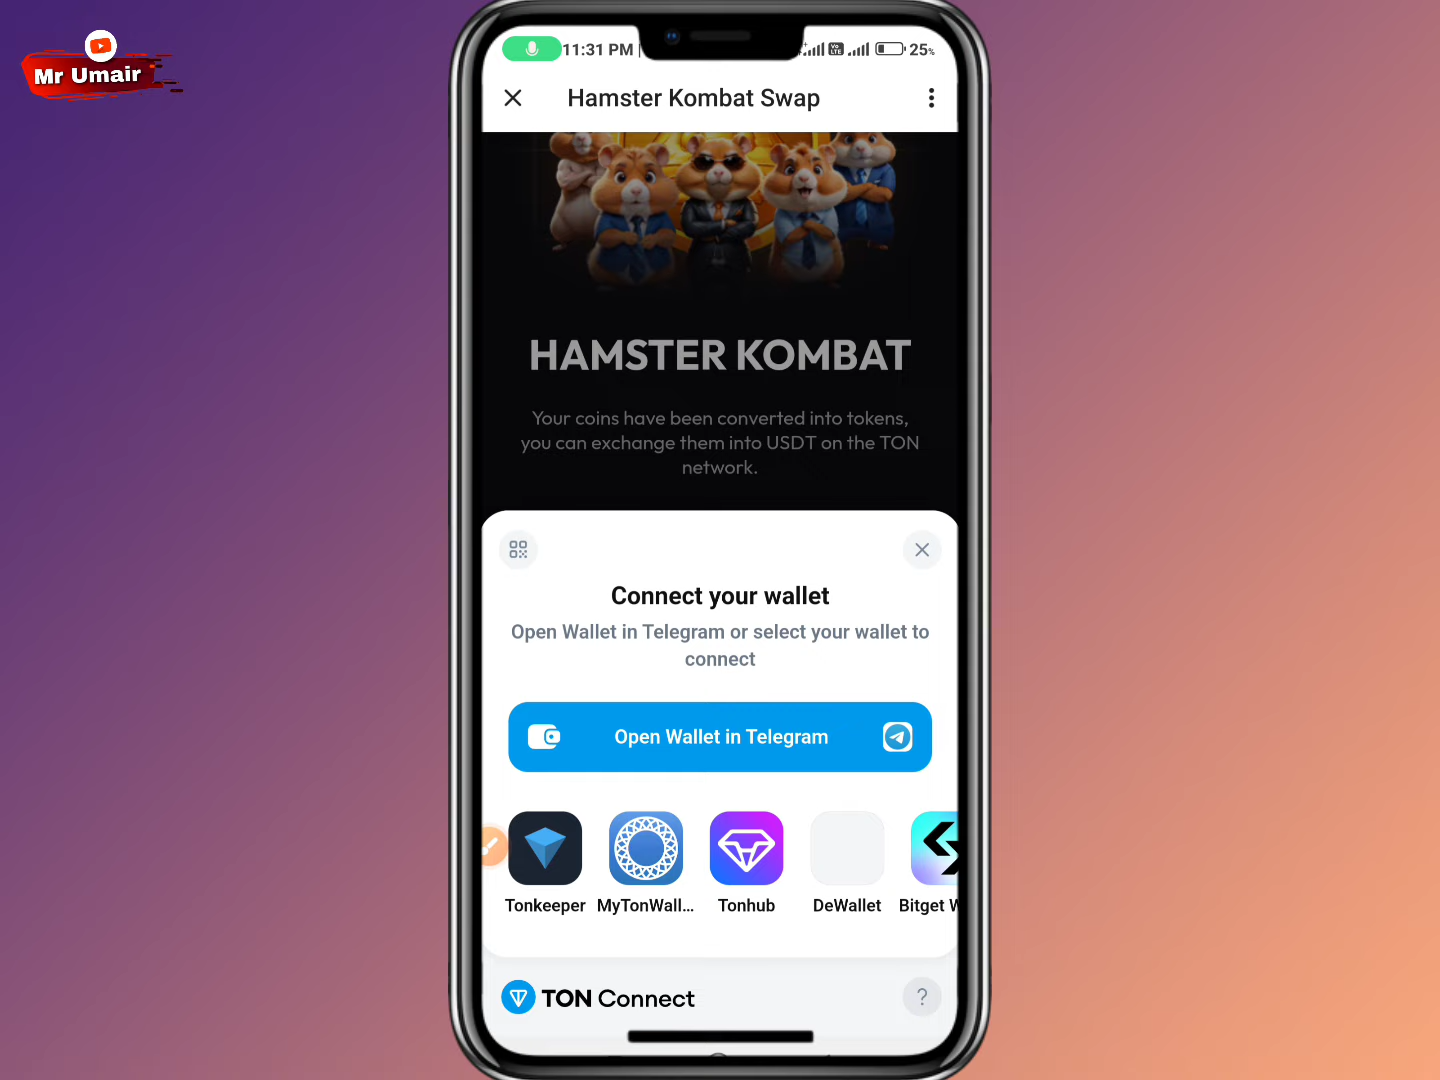 Mr Umair
11:31 PM
25%
Hamster Kombat Swap
HAMSTER KOMBAT
Your coins have been converted into tokens,
you can exchange them into USDT on the TON
network.
Connect your wallet
Open Wallet in Telegram or select your wallet to
connect
Open Wallet in Telegram
Tonkeeper MyTonWall... Tonhub DeWallet Bitget W
TON Connect
?